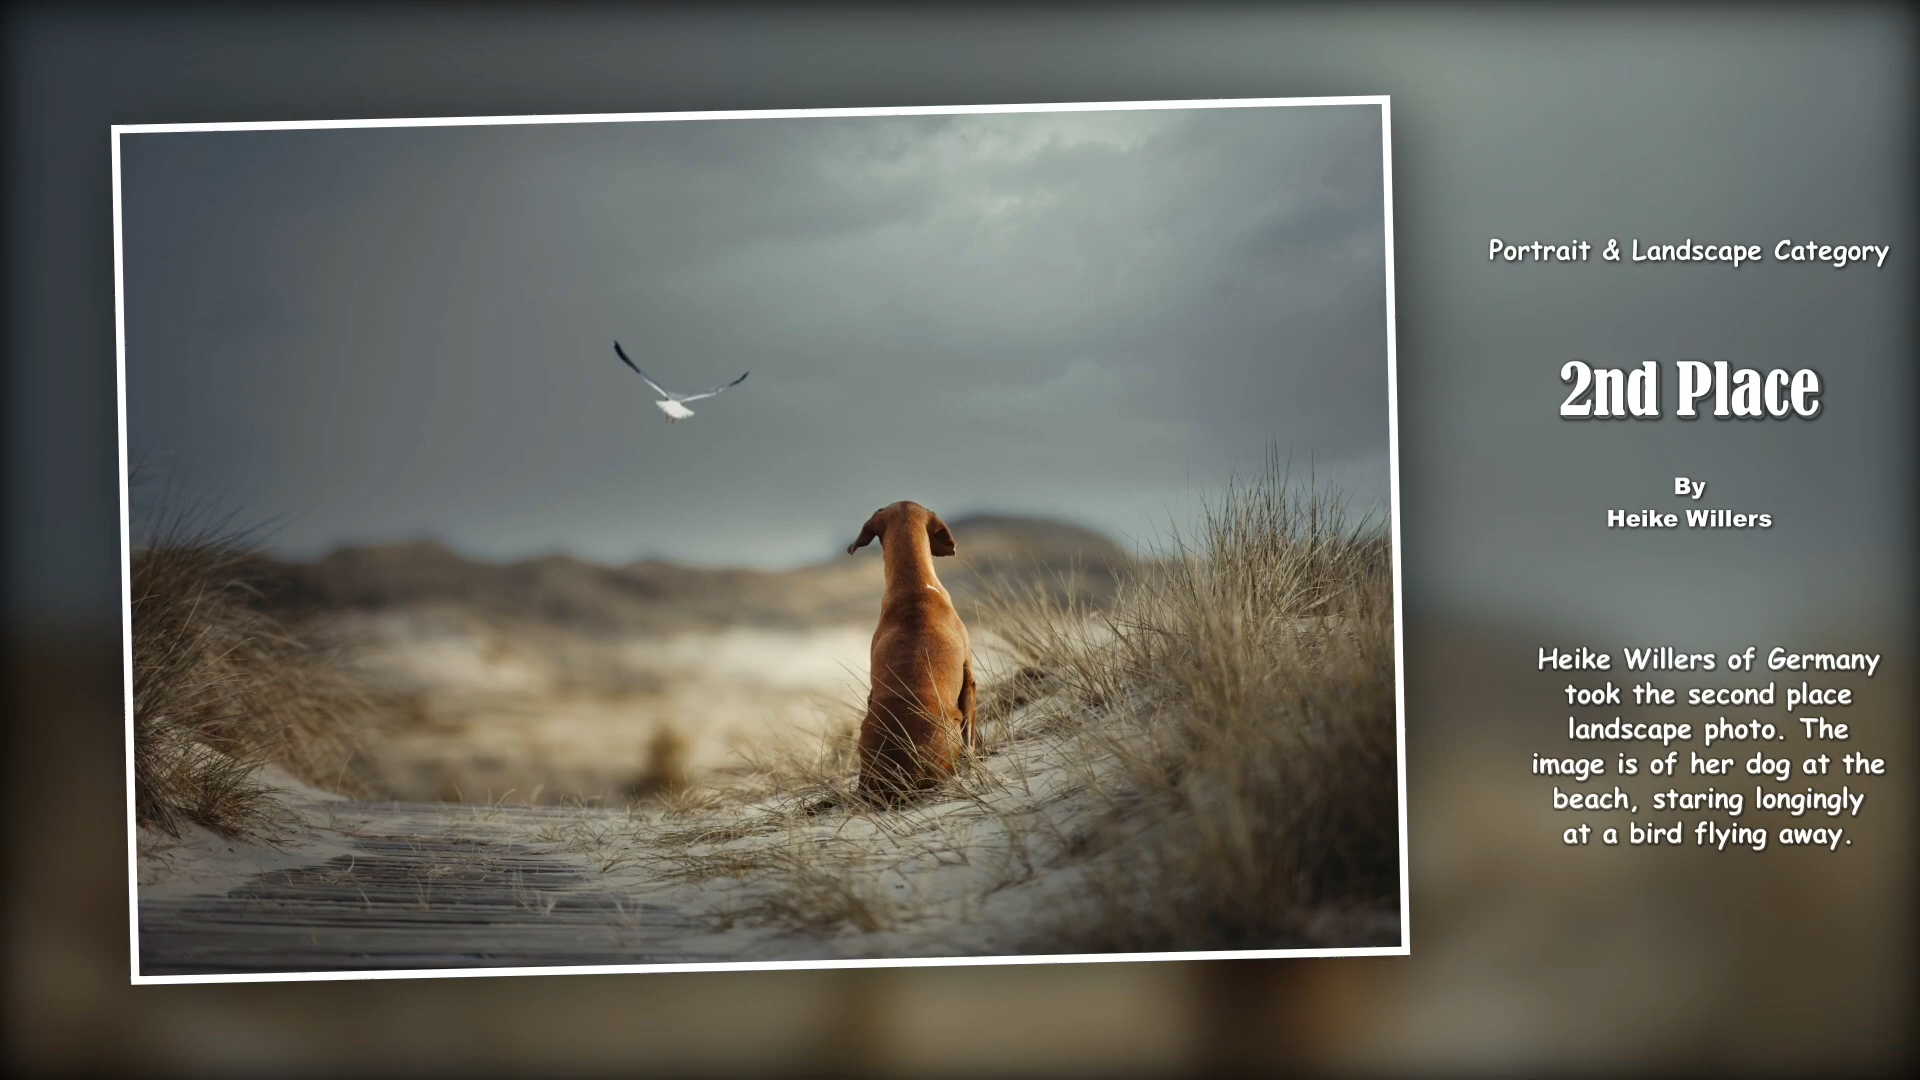 Portrait & Landscape Category
2nd Place
By
Heike Willers
Heike Willers of Germany
took the second place
landscape photo. The
image is of her dog at the
beach, staring longingly
at a bird flying away.